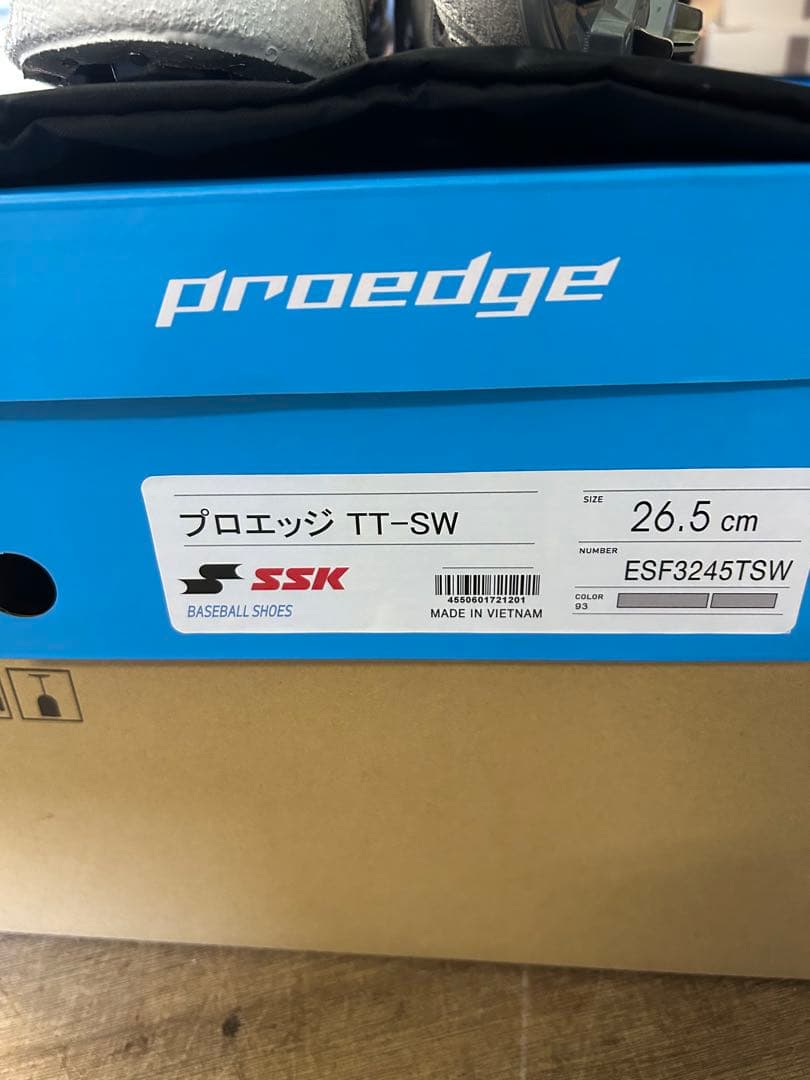 proedge
プロエッジ TT-SW
SSK
BASEBALL SHOES
4550601721201
MADE IN VIETNAM
SIZE
26.5 cm
NUMBER
ESF3245TSW
COLOR
93